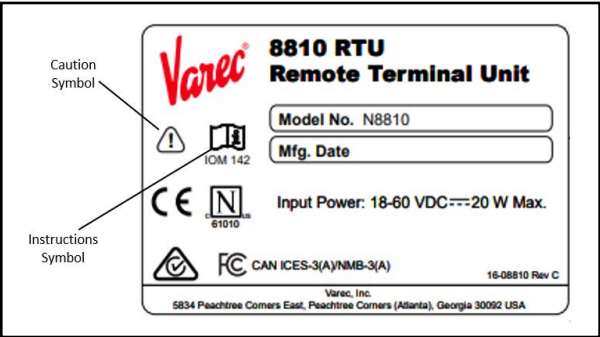 Caution
Symbol
Varec
8810 RTU
Remote Terminal Unit
Model No. N8810
Mfg. Date
IOM 142
CE
c N us
61010
Input Power: 18-60 VDC⎓20 W Max.
Instructions
Symbol
FC CAN ICES-3(A)/NMB-3(A)
16-08810 Rev C
Varec, Inc.
5834 Peachtree Corners East, Peachtree Corners (Atlanta), Georgia 30092 USA